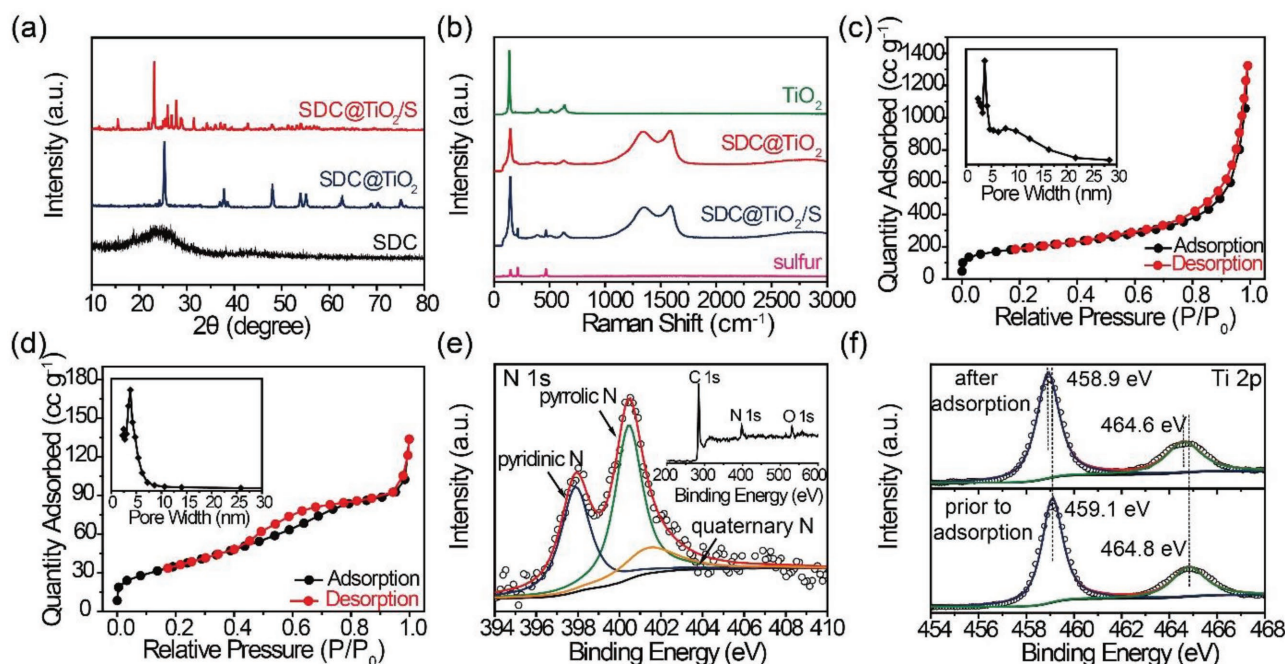 (a)
Intensity (a.u.)
SDC@TiO2/S
SDC@TiO2
SDC
10 20 30 40 50 60 70 80
2θ (degree)
(b)
Intensity (a.u.)
TiO2
SDC@TiO2
SDC@TiO2/S
sulfur
0 500 1000 1500 2000 2500 3000
Raman Shift (cm-1)
(c)
Quantity Adsorbed (cc g-1)
1400
1200
1000
800
600
400
200
0
0 5 10 15 20 25 30
Pore Width (nm)
Adsorption
Desorption
0.0 0.2 0.4 0.6 0.8 1.0
Relative Pressure (P/P0)
(d)
Quantity Adsorbed (cc g-1)
180
150
120
90
60
30
0
0 5 10 15 20 25 30
Pore Width (nm)
Adsorption
Desorption
0.0 0.2 0.4 0.6 0.8 1.0
Relative Pressure (P/P0)
(e)
Intensity (a.u.)
N 1s
pyrrolic N
pyridinic N
quaternary N
C 1s
N 1s
O 1s
200 300 400 500 600
Binding Energy (eV)
394 396 398 400 402 404 406 408 410
Binding Energy (eV)
(f)
Intensity (a.u.)
after
adsorption
458.9 eV
Ti 2p
464.6 eV
prior to
adsorption
459.1 eV
464.8 eV
454 456 458 460 462 464 466 468
Binding Energy (eV)